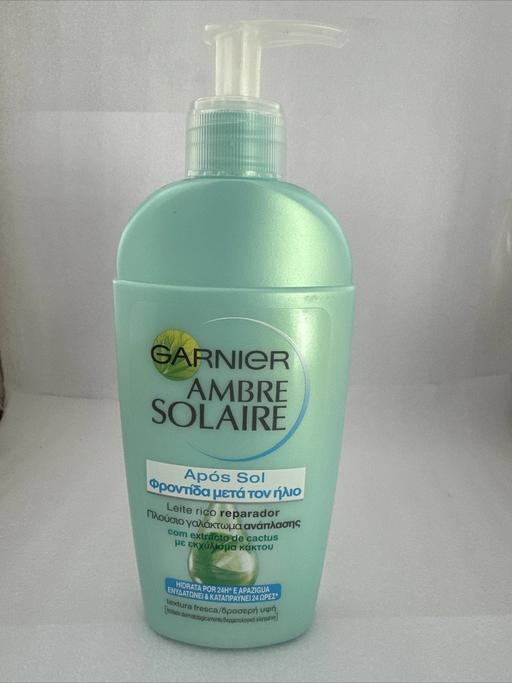 GARNIER
AMBRE
SOLAIRE
Após Sol
Φροντίδα μετά τον ήλιο
Leite rico reparador
Πλούσιο γαλάκτωμα ανάπλασης
com extracto de cactus
με εκχύλισμα κάκτου
HIDRATA POR 24H* E APAZIGUA
ΕΝΥΔΑΤΩΝΕΙ & ΚΑΤΑΠΡΑΫΝΕΙ 24 ΩΡΕΣ*
textura fresca/δροσερή υφή